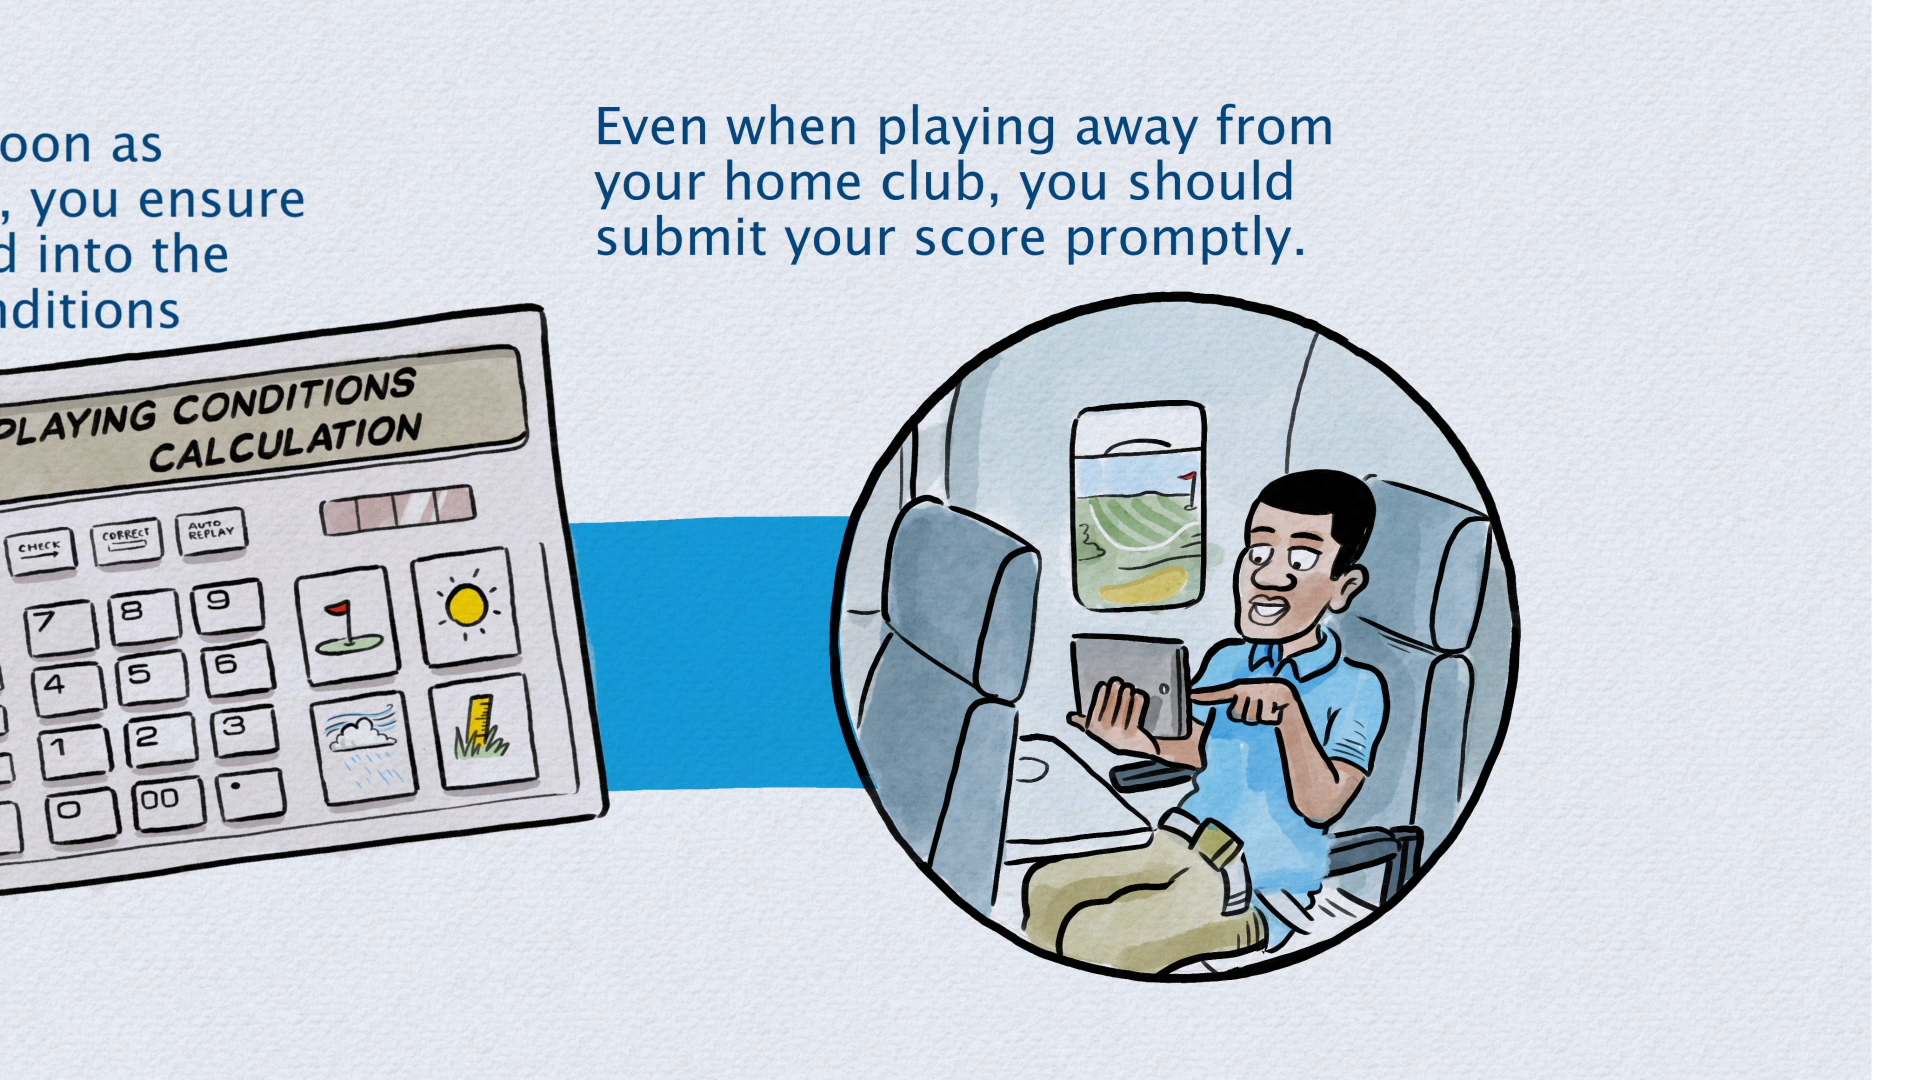 oon as
, you ensure
d into the
nditions
Even when playing away from
your home club, you should
submit your score promptly.
PLAYING CONDITIONS
CALCULATION
CHECK
CORRECT
AUTO
REPLAY
7 8 9
4 5 6
1 2 3
0 00 .